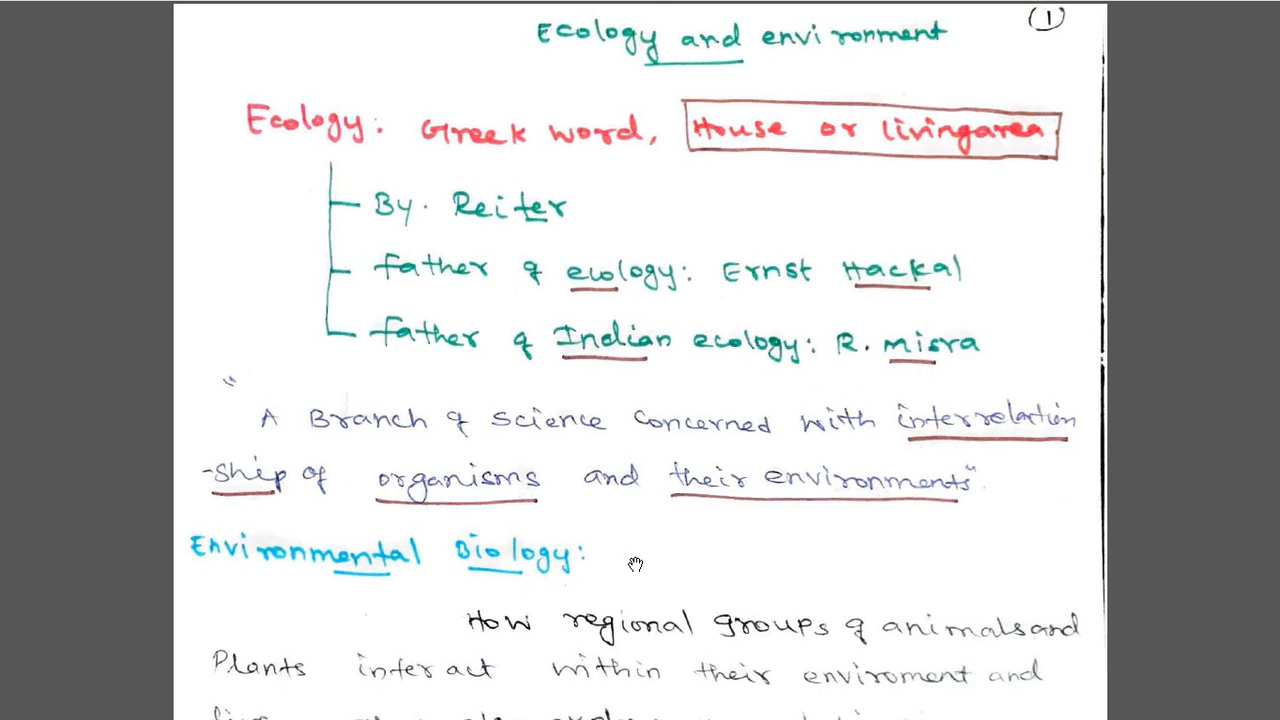 (1)
Ecology and environment
Ecology: Greek word, House or livingarea
By. Reiter
Father of ecology: Ernst Hackal
Father of Indian ecology: R. Misra
" A Branch of science concerned with interrelation
-ship of organisms and their environments".
Environmental Biology:
How regional groups of animals and
Plants interact within their enviroment and